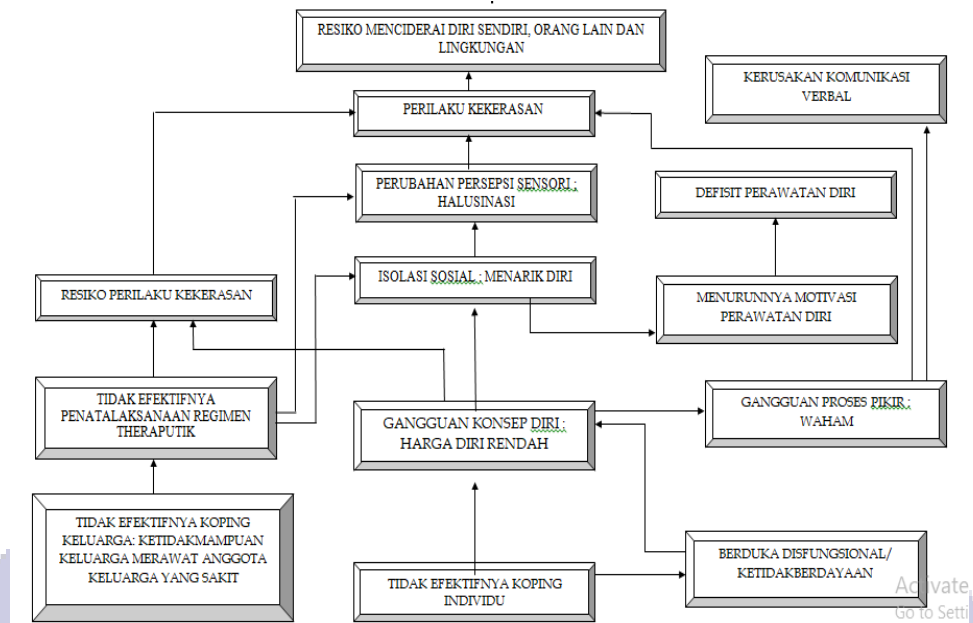 RESIKO MENCIDERAI DIRI SENDIRI, ORANG LAIN DAN
LINGKUNGAN
KERUSAKAN KOMUNIKASI
VERBAL
PERILAKU KEKERASAN
PERUBAHAN PERSEPSI SENSORI :
HALUSINASI
DEFISIT PERAWATAN DIRI
ISOLASI SOSIAL : MENARIK DIRI
RESIKO PERILAKU KEKERASAN
MENURUNNYA MOTIVASI
PERAWATAN DIRI
TIDAK EFEKTIFNYA
PENATALAKSANAAN REGIMEN
THERAPUTIK
GANGGUAN KONSEP DIRI :
HARGA DIRI RENDAH
GANGGUAN PROSES PIKIR :
WAHAM
TIDAK EFEKTIFNYA KOPING
KELUARGA: KETIDAKMAMPUAN
KELUARGA MERAWAT ANGGOTA
KELUARGA YANG SAKIT
TIDAK EFEKTIFNYA KOPING
INDIVIDU
BERDUKA DISFUNGSIONAL/
KETIDAKBERDAYAAN
Activate
Go to Setti